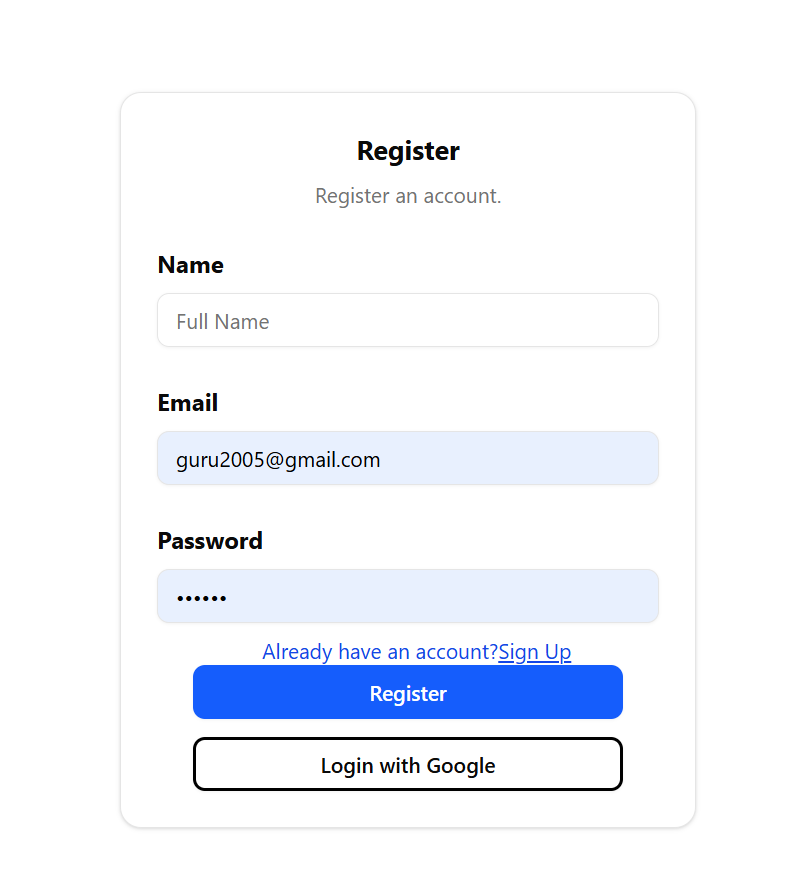 Register
Register an account.
Name
Full Name
Email
guru2005@gmail.com
Password
••••••
Already have an account?Sign Up
Register
Login with Google